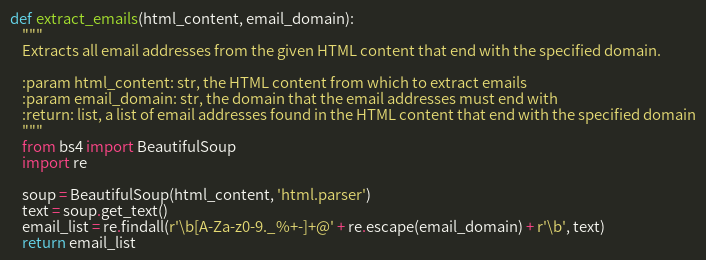 def extract_emails(html_content, email_domain):
    """
    Extracts all email addresses from the given HTML content that end with the specified domain.

    :param html_content: str, the HTML content from which to extract emails
    :param email_domain: str, the domain that the email addresses must end with
    :return: list, a list of email addresses found in the HTML content that end with the specified domain
    """
    from bs4 import BeautifulSoup
    import re

    soup = BeautifulSoup(html_content, 'html.parser')
    text = soup.get_text()
    email_list = re.findall(r'\b[A-Za-z0-9._%+-]+@' + re.escape(email_domain) + r'\b', text)
    return email_list